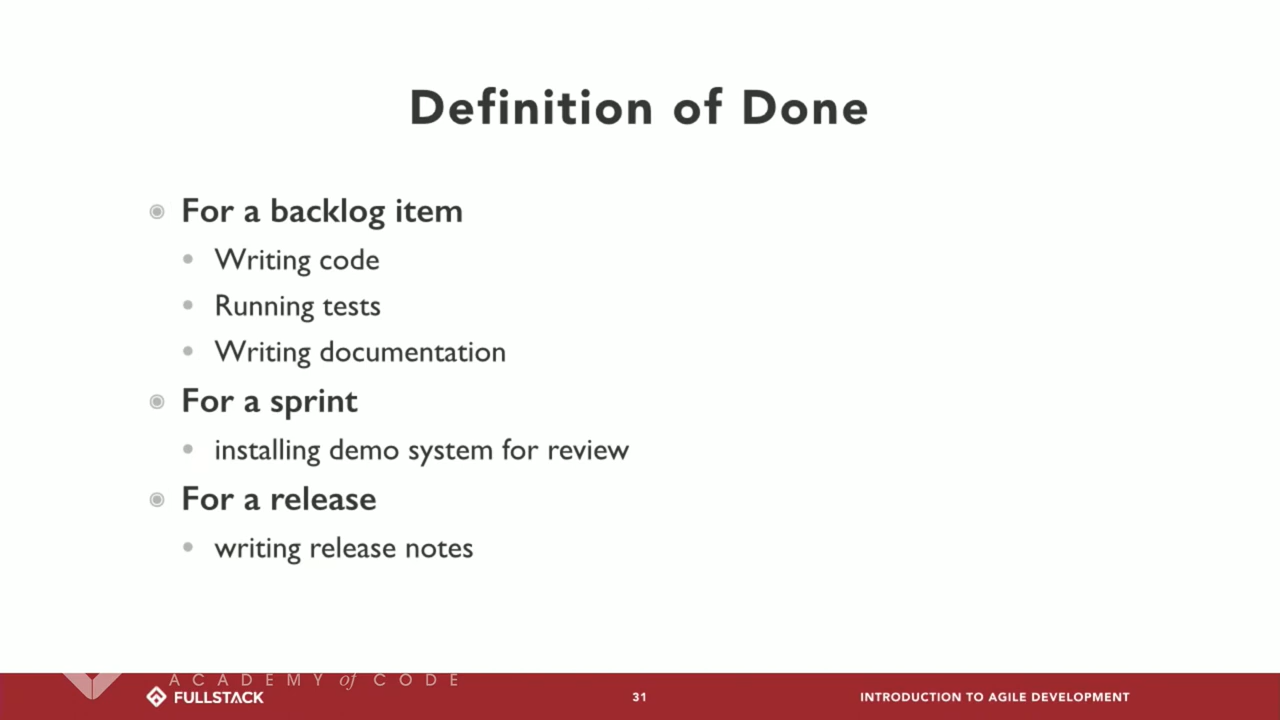 Definition of Done
For a backlog item
Writing code
Running tests
Writing documentation
For a sprint
installing demo system for review
For a release
writing release notes
ACADEMY of CODE
FULLSTACK
31
INTRODUCTION TO AGILE DEVELOPMENT